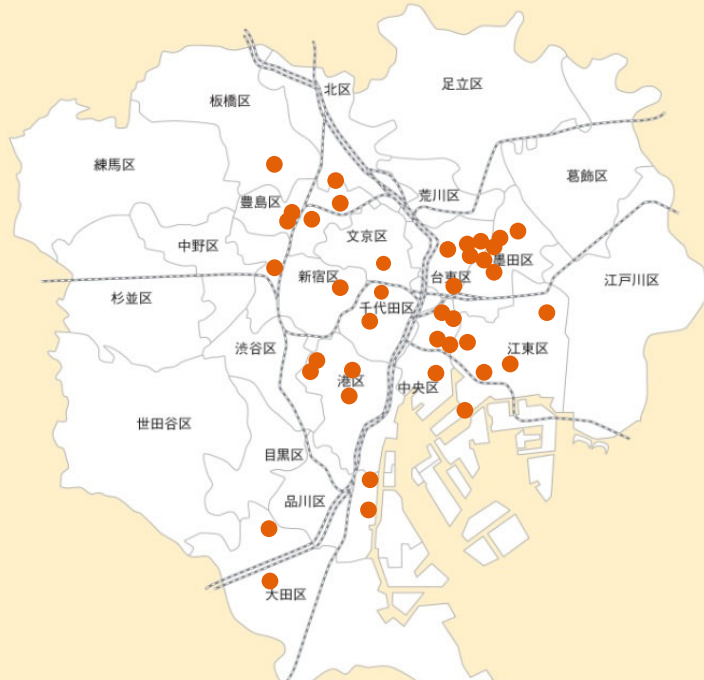 足立区
北区
板橋区
練馬区
葛飾区
荒川区
豊島区
文京区
中野区
墨田区
新宿区
台東区
江戸川区
杉並区
千代田区
渋谷区
江東区
港区
中央区
世田谷区
目黒区
品川区
大田区